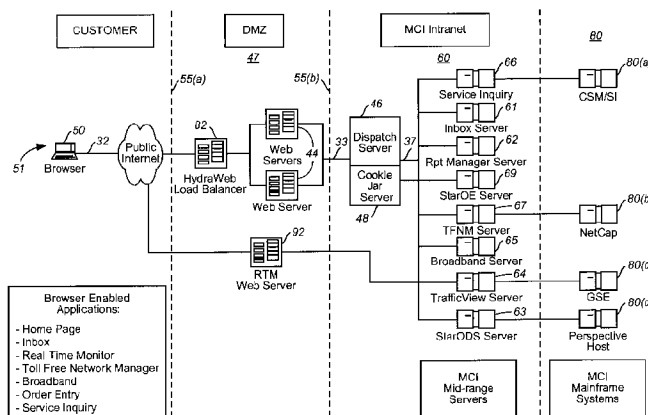 CUSTOMER
DMZ
MCI Intranet
80
47
60
55(a)
55(b)
66
80(a)
Service Inquiry
CSM/SI
46
61
Inbox Server
50
32
Browser
51
Public
Internet
82
HydraWeb
Load Balancer
Web
Servers
44
1
Web Server
33
Dispatch
Server
37
Cookie
Jar
Server
48
62
Rpt Manager Server
69
StarOE Server
67
TFNM Server
80(b
NetCap
65
Broadband Server
92
RTM
Web Server
64
TrafficView Server
GSE
63
StarODS Server
Perspective
Host
Browser Enabled
Applications:
- Home Page
- Inbox
- Real Time Monitor
- Toll Free Network Manager
- Broadband
- Order Entry
- Service Inquiry
MCI
Mid-range
Servers
MCI
Mainframe
Systems